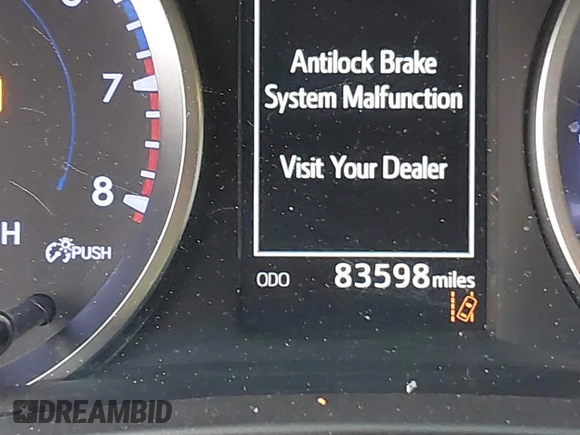 Antilock Brake
System Malfunction
Visit Your Dealer
7
8
H
PUSH
ODO 83598 miles
DREAMBID